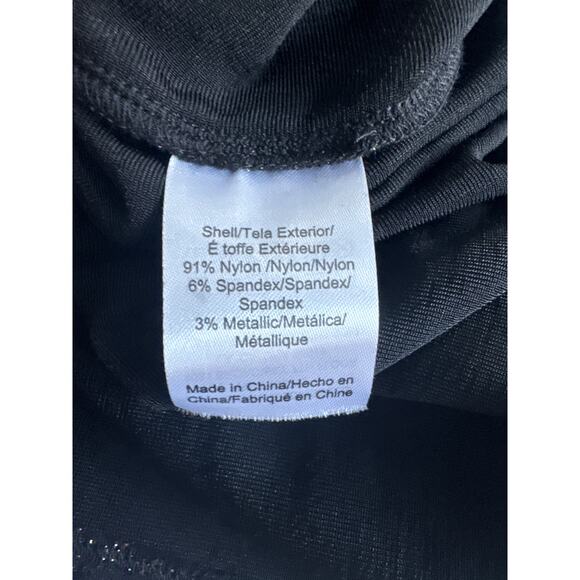 Shell/Tela Exterior/
É toffe Extérieure
91% Nylon /Nylon/Nylon
6% Spandex/Spandex/
Spandex
3% Metallic/Metálica/
Métallique
Made in China/Hecho en
China/Fabriqué en Chine